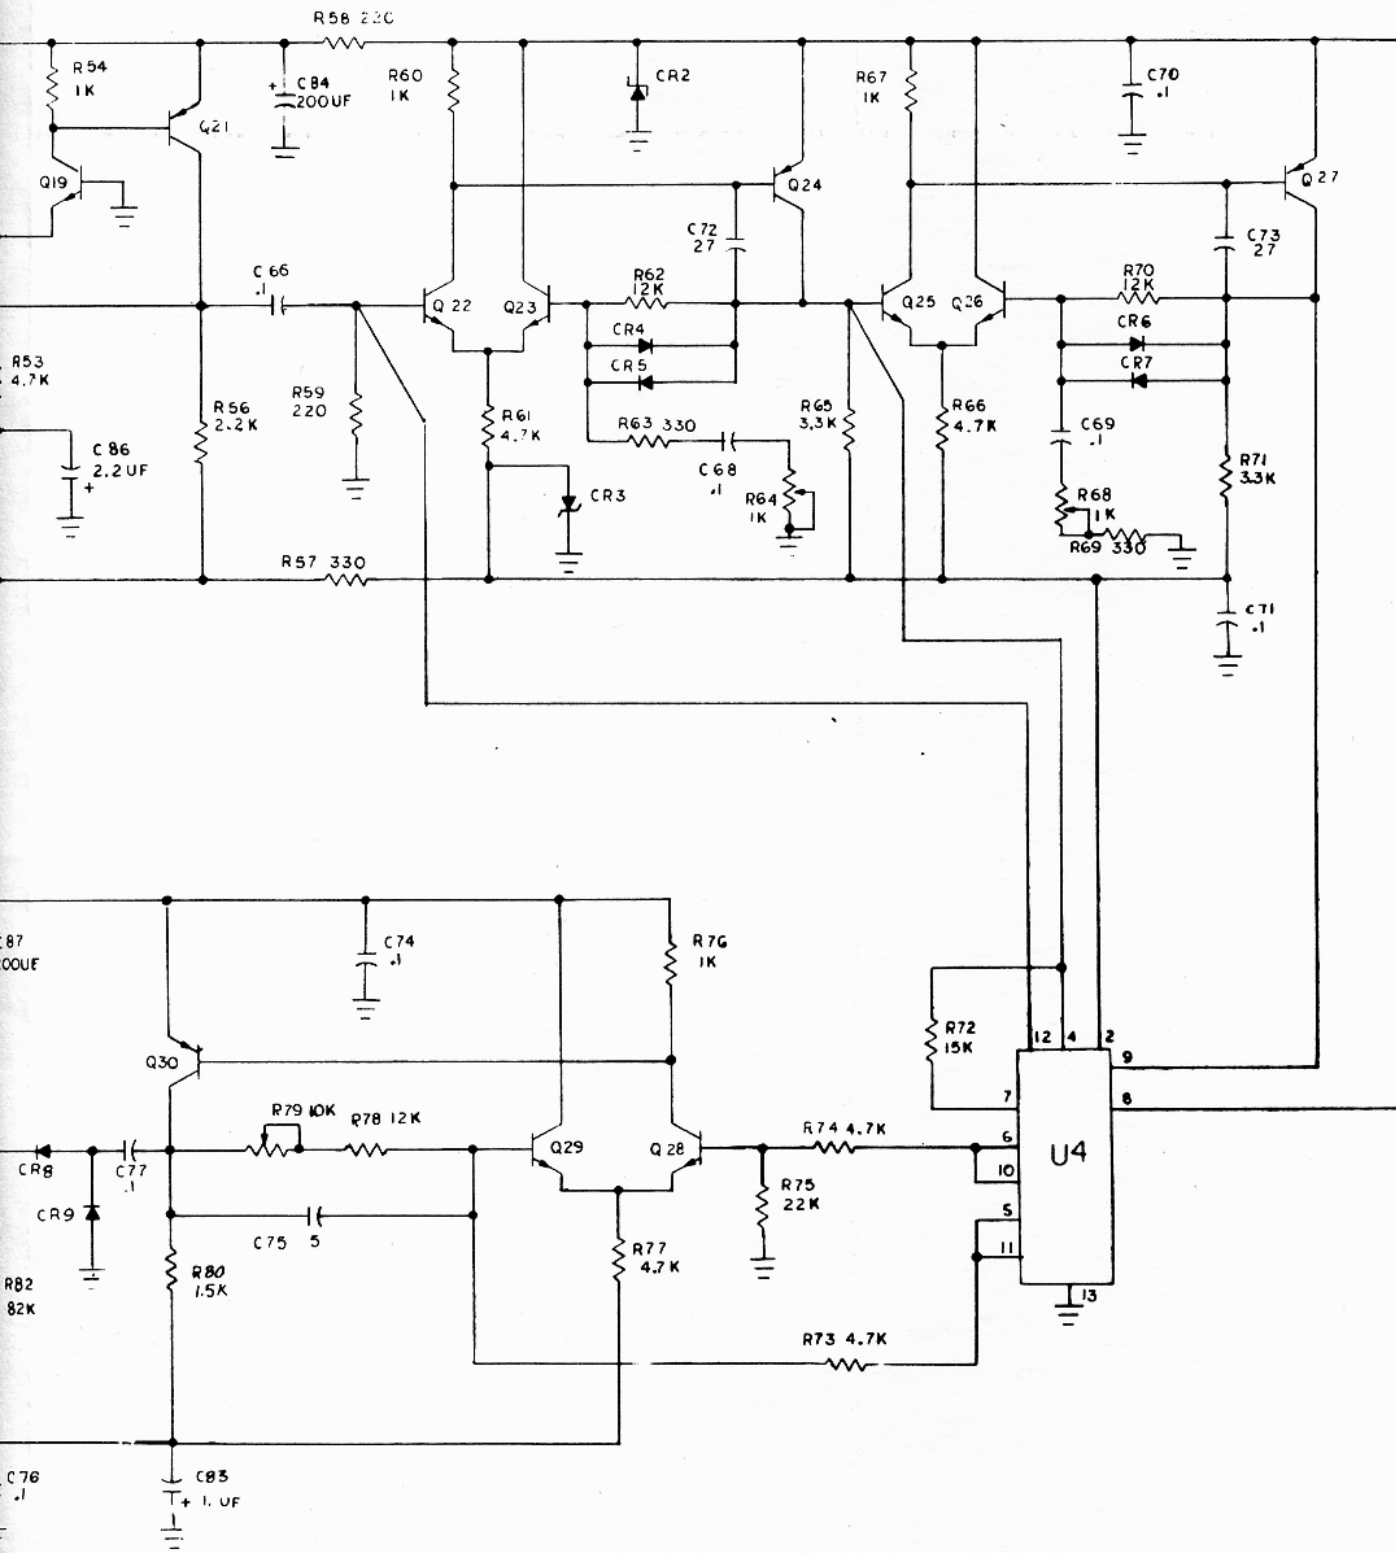 R58 220
R54
1K
C84
200UF
+
R60
1K
CR2
R67
1K
C70
.1
Q21
Q19
Q24
Q27
C72
27
C73
27
C66
.1
R62
12K
R70
12K
Q22
Q23
Q25
Q26
CR4
CR6
CR5
CR7
R53
4.7K
R59
220
R56
2.2K
R61
4.7K
R63 330
R65
3.3K
R66
4.7K
C69
.1
C86
2.2UF
+
C68
.1
R71
3.3K
CR3
R64
1K
R68
1K
R69 330
R57 330
C71
.1
C87
00UF
C74
.1
R76
1K
R72
15K
12
4
2
9
Q30
7
8
R79 10K
R78 12K
R74 4.7K
6
Q29
Q28
U4
10
CR8
C77
.1
R75
22K
CR9
5
C75 5
11
R77
4.7K
R80
1.5K
R82
82K
13
R73 4.7K
C76
.1
C83
+ 1. UF